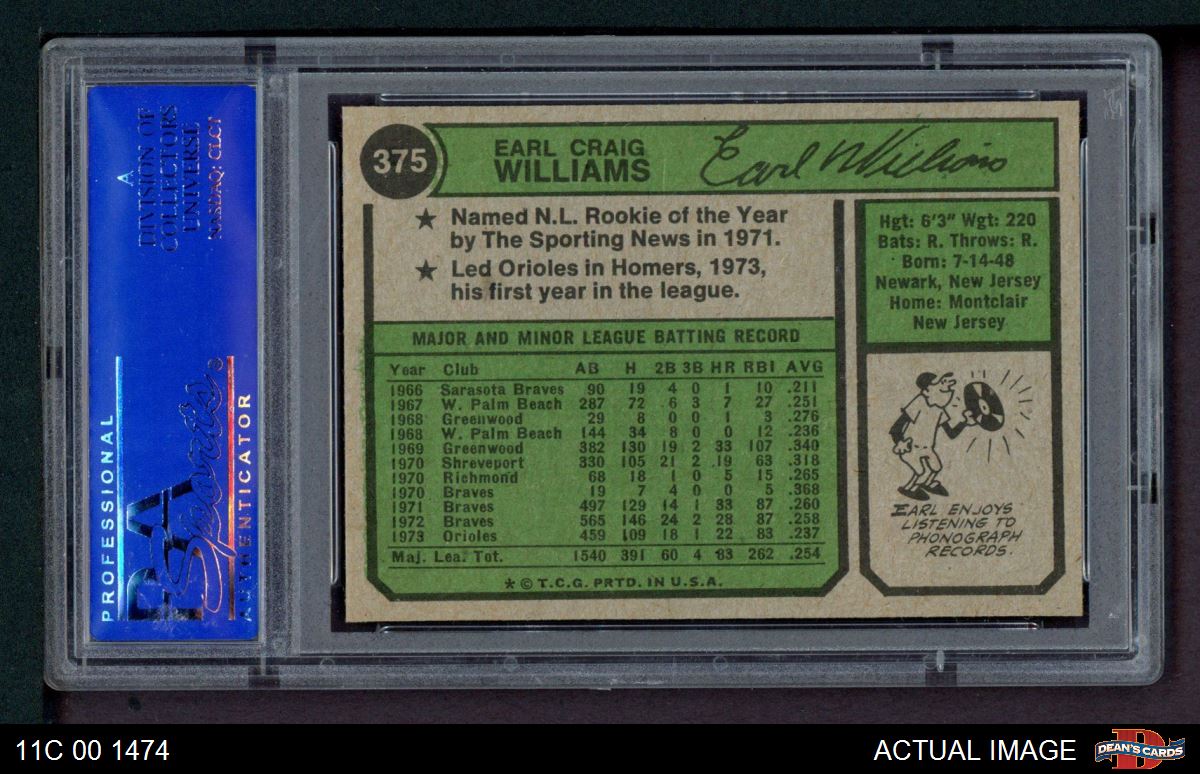 A
DIVISION OF
COLLECTORS
UNIVERSE
NASDAQ: CLCT
PROFESSIONAL
PSA
Sports
AUTHENTICATOR
375
EARL CRAIG
WILLIAMS
Earl Williams
★ Named N.L. Rookie of the Year
by The Sporting News in 1971.
★ Led Orioles in Homers, 1973,
his first year in the league.
Hgt: 6'3" Wgt: 220
Bats: R. Throws: R.
Born: 7-14-48
Newark, New Jersey
Home: Montclair
New Jersey
MAJOR AND MINOR LEAGUE BATTING RECORD
Year Club AB H 2B 3B HR RBI AVG
1966 Sarasota Braves 90 19 4 0 1 10 .211
1967 W. Palm Beach 287 72 6 3 7 27 .251
1968 Greenwood 29 8 0 0 1 3 .276
1968 W. Palm Beach 144 34 8 0 0 12 .236
1969 Greenwood 382 130 19 2 33 107 .340
1970 Shreveport 330 105 21 2 19 63 .318
1970 Richmond 68 18 1 0 5 15 .265
1970 Braves 19 7 4 0 0 5 .368
1971 Braves 497 129 14 1 33 87 .260
1972 Braves 565 146 24 2 28 87 .258
1973 Orioles 459 109 18 1 22 83 .237
Maj. Lea. Tot. 1540 391 60 4 83 262 .254
★ © T.C.G. PRTD. IN U.S.A.
EARL ENJOYS
LISTENING TO
PHONOGRAPH
RECORDS.
11C 00 1474
ACTUAL IMAGE
DEAN'S CARDS